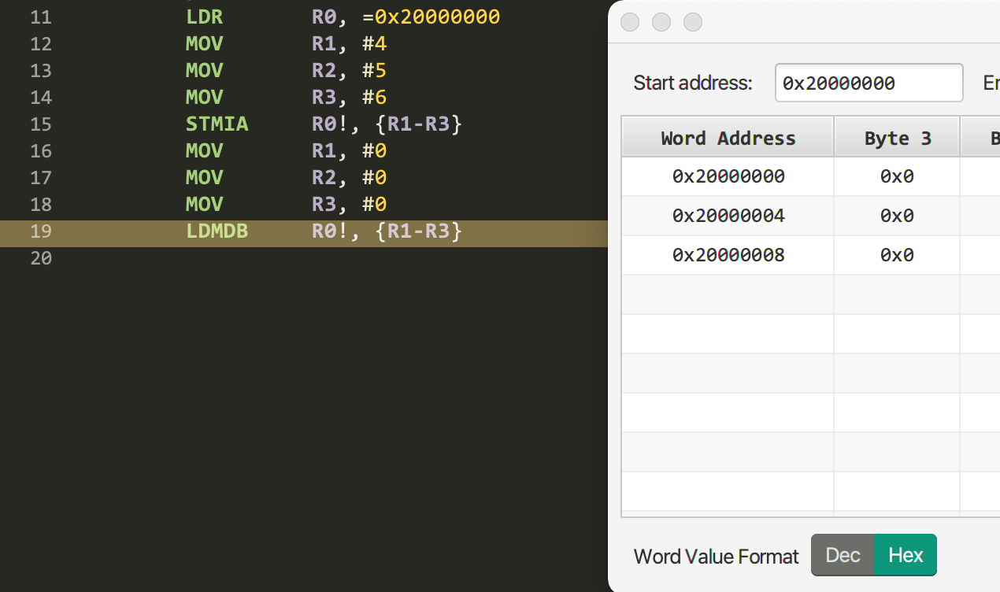 11 LDR R0, =0x20000000
12 MOV R1, #4
13 MOV R2, #5
14 MOV R3, #6
15 STMIA R0!, {R1-R3}
16 MOV R1, #0
17 MOV R2, #0
18 MOV R3, #0
19 LDMDB R0!, {R1-R3}
20
Start address: 0x20000000
Word Address Byte 3
0x20000000 0x0
0x20000004 0x0
0x20000008 0x0
Word Value Format Dec Hex